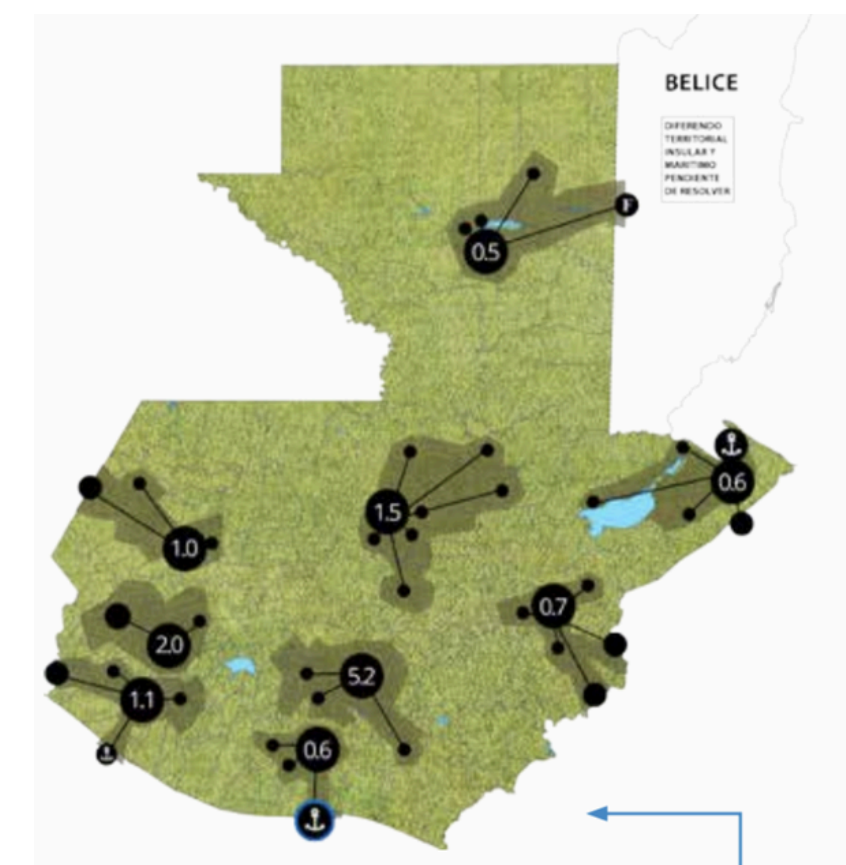 BELICE
DIFERENDO
TERRITORIAL
INSULAR Y
MARITIMO
PENDIENTE
DE RESOLVER
F
0.5
0.6
1.5
1.0
0.7
2.0
5.2
1.1
0.6